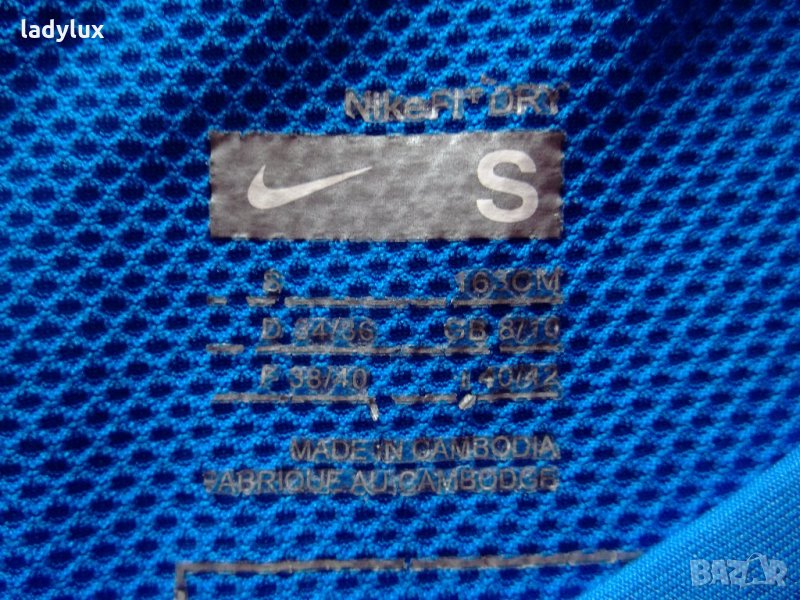 ladylux
NikeFIT DRY
S
S 163CM
D 34/36 GB 8/10
F 38/40 I 40/42
MADE IN CAMBODIA
FABRIQUE AU CAMBODGE
BAZAR